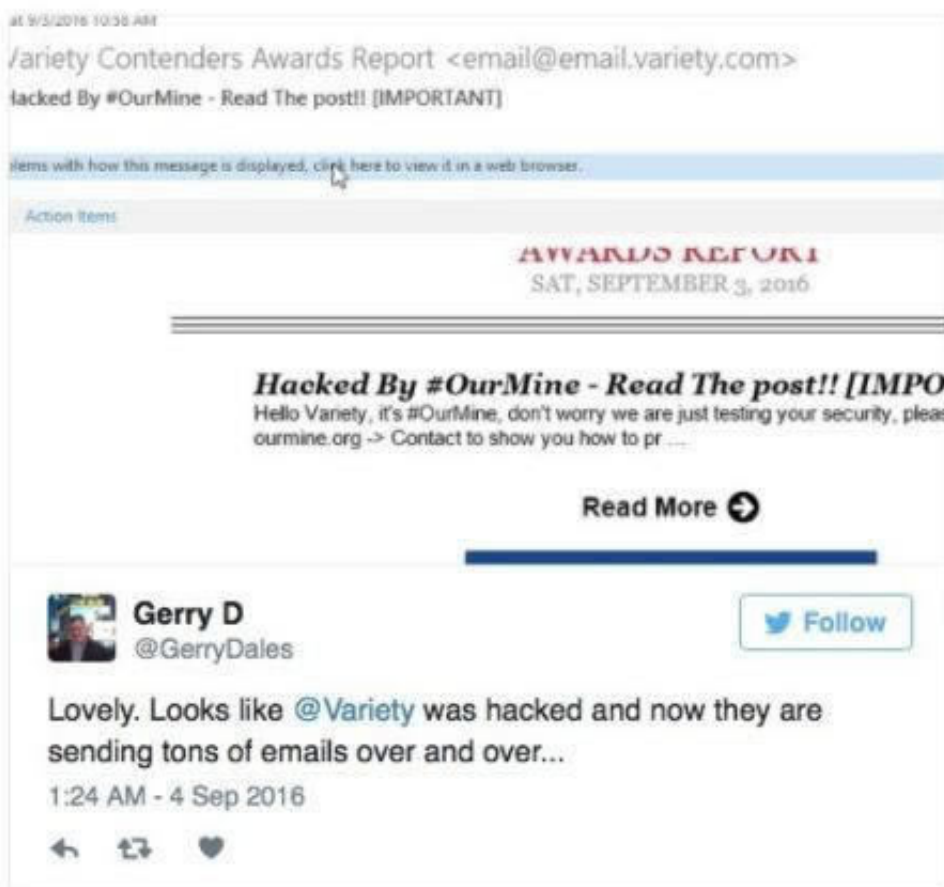 at 9/3/2016 10:58 AM
Variety Contenders Awards Report <email@email.variety.com>
Hacked By #OurMine - Read The post!! [IMPORTANT]
lems with how this message is displayed, click here to view it in a web browser.
Action Items
AWARDS REPORT
SAT, SEPTEMBER 3, 2016
Hacked By #OurMine - Read The post!! [IMPO
Hello Variety, it's #OurMine, don't worry we are just testing your security, pleas
ourmine.org -> Contact to show you how to pr ...
Read More
Gerry D
@GerryDales
Follow
Lovely. Looks like @Variety was hacked and now they are
sending tons of emails over and over...
1:24 AM - 4 Sep 2016